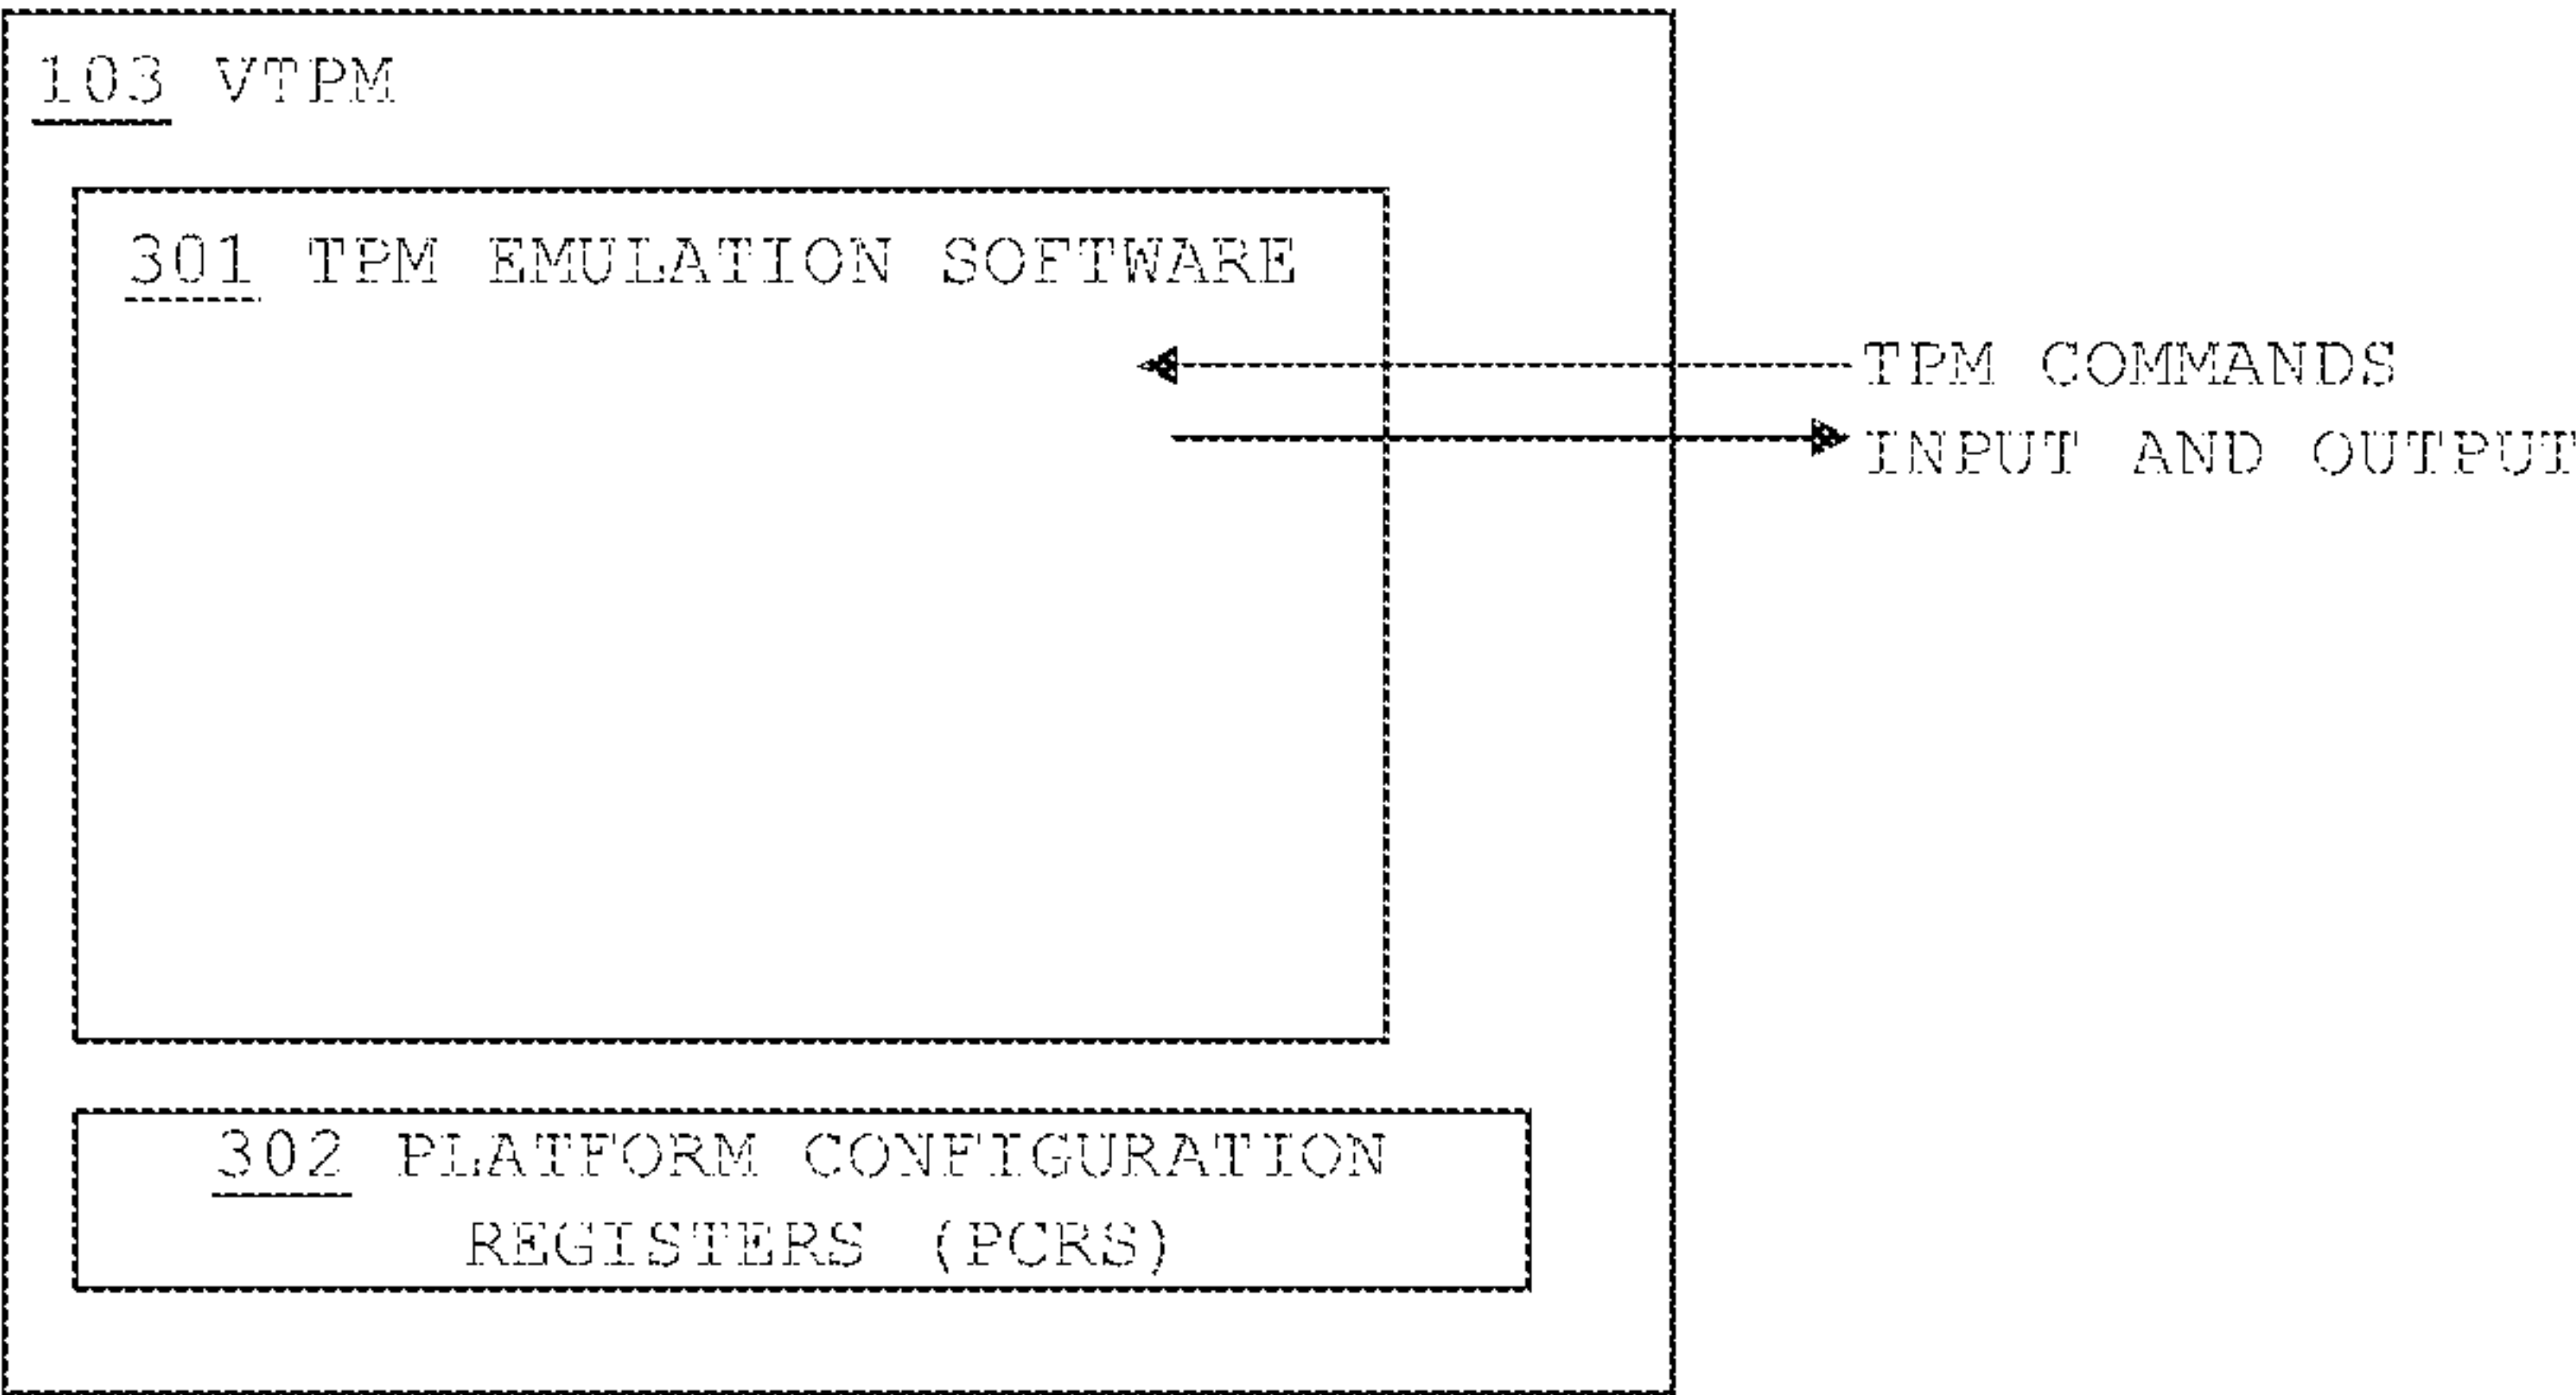 103 VTPM
301 TPM EMULATION SOFTWARE
TPM COMMANDS
INPUT AND OUTPUT
302 PLATFORM CONFIGURATION
REGISTERS (PCRS)